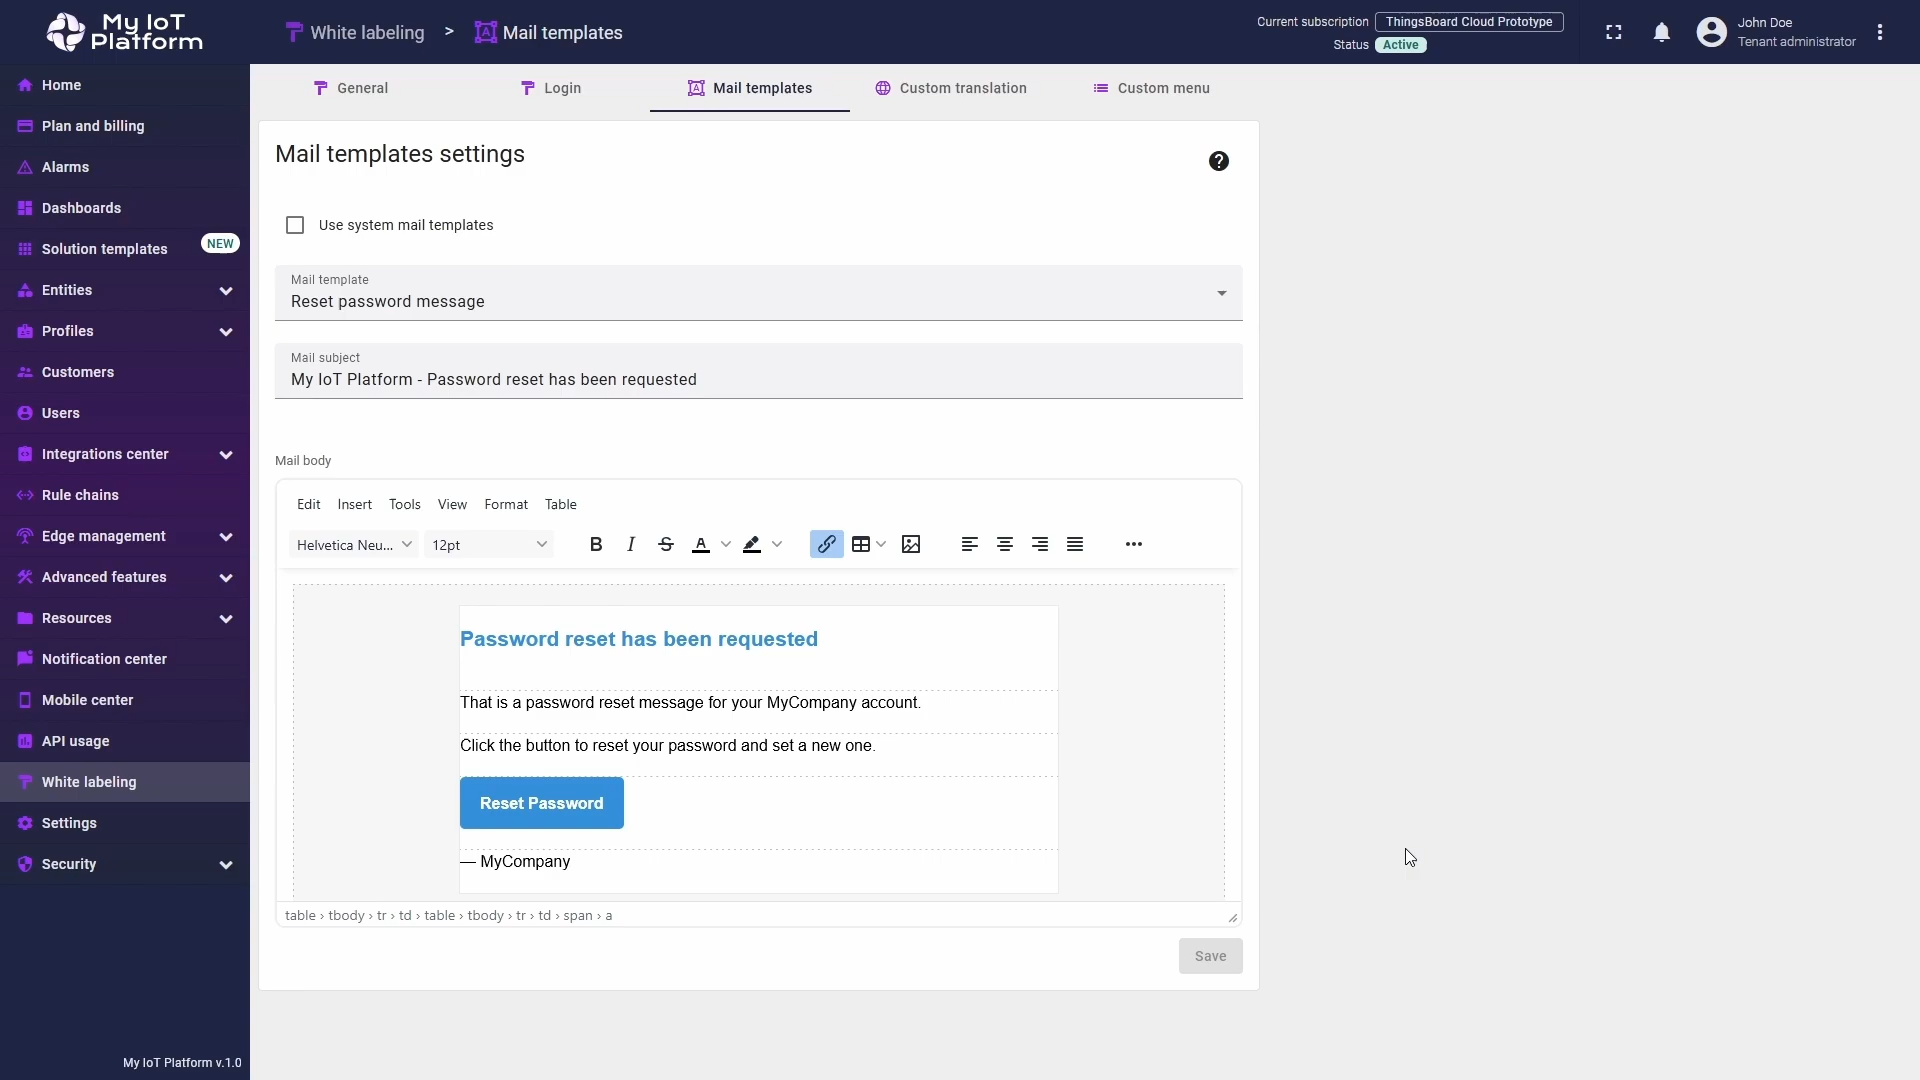 My IoT
Platform
White labeling > Mail templates
Current subscription ThingsBoard Cloud Prototype
Status Active
John Doe
Tenant administrator
Home
Plan and billing
Alarms
Dashboards
Solution templates NEW
Entities
Profiles
Customers
Users
Integrations center
Rule chains
Edge management
Advanced features
Resources
Notification center
Mobile center
API usage
White labeling
Settings
Security
My IoT Platform v.1.0
General Login Mail templates Custom translation Custom menu
Mail templates settings
Use system mail templates
Mail template
Reset password message
Mail subject
My IoT Platform - Password reset has been requested
Mail body
Edit Insert Tools View Format Table
Helvetica Neu... 12pt
Password reset has been requested
That is a password reset message for your MyCompany account.
Click the button to reset your password and set a new one.
Reset Password
— MyCompany
table › tbody › tr › td › table › tbody › tr › td › span › a
Save